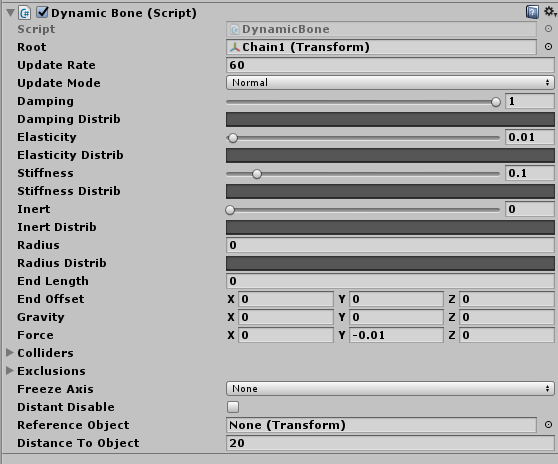 Dynamic Bone (Script)
Script DynamicBone
Root Chain1 (Transform)
Update Rate 60
Update Mode Normal
Damping 1
Damping Distrib
Elasticity 0.01
Elasticity Distrib
Stiffness 0.1
Stiffness Distrib
Inert 0
Inert Distrib
Radius 0
Radius Distrib
End Length 0
End Offset X 0 Y 0 Z 0
Gravity X 0 Y 0 Z 0
Force X 0 Y -0.01 Z 0
Colliders
Exclusions
Freeze Axis None
Distant Disable
Reference Object None (Transform)
Distance To Object 20